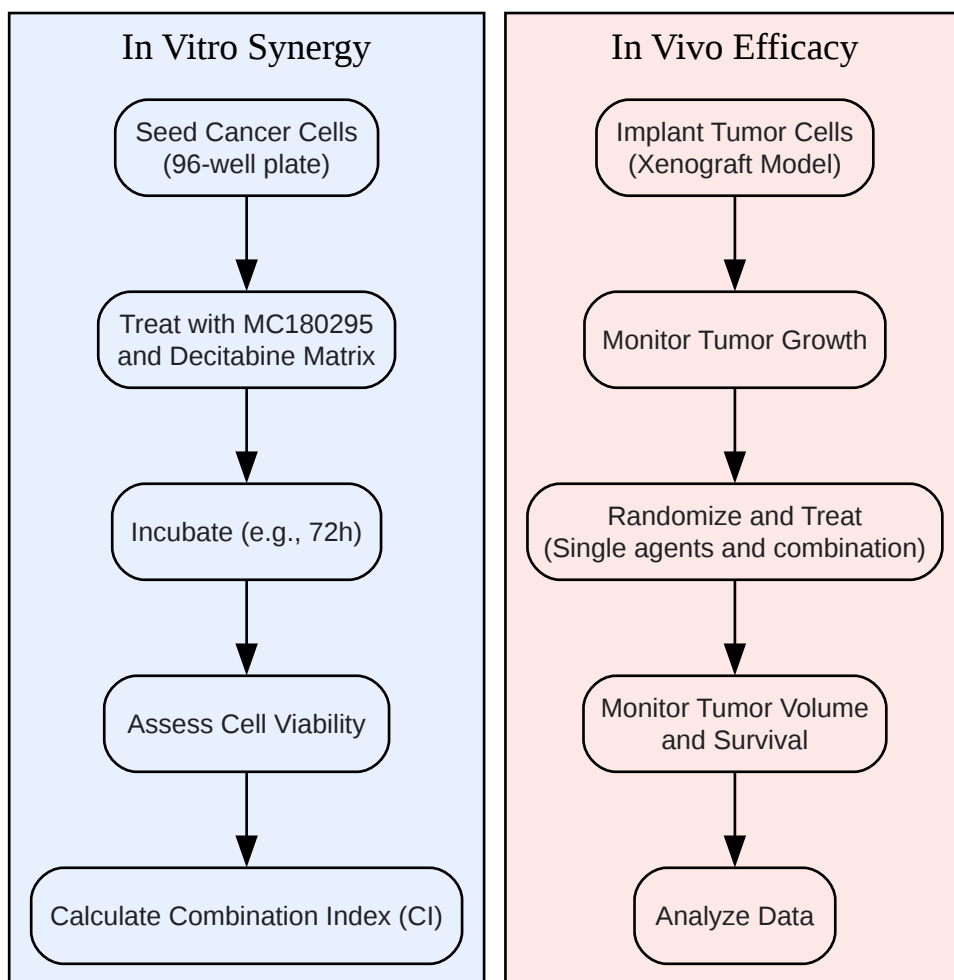 In Vitro Synergy
Seed Cancer Cells
(96-well plate)
Treat with MC180295
and Decitabine Matrix
Incubate (e.g., 72h)
Assess Cell Viability
Calculate Combination Index (CI)
In Vivo Efficacy
Implant Tumor Cells
(Xenograft Model)
Monitor Tumor Growth
Randomize and Treat
(Single agents and combination)
Monitor Tumor Volume
and Survival
Analyze Data